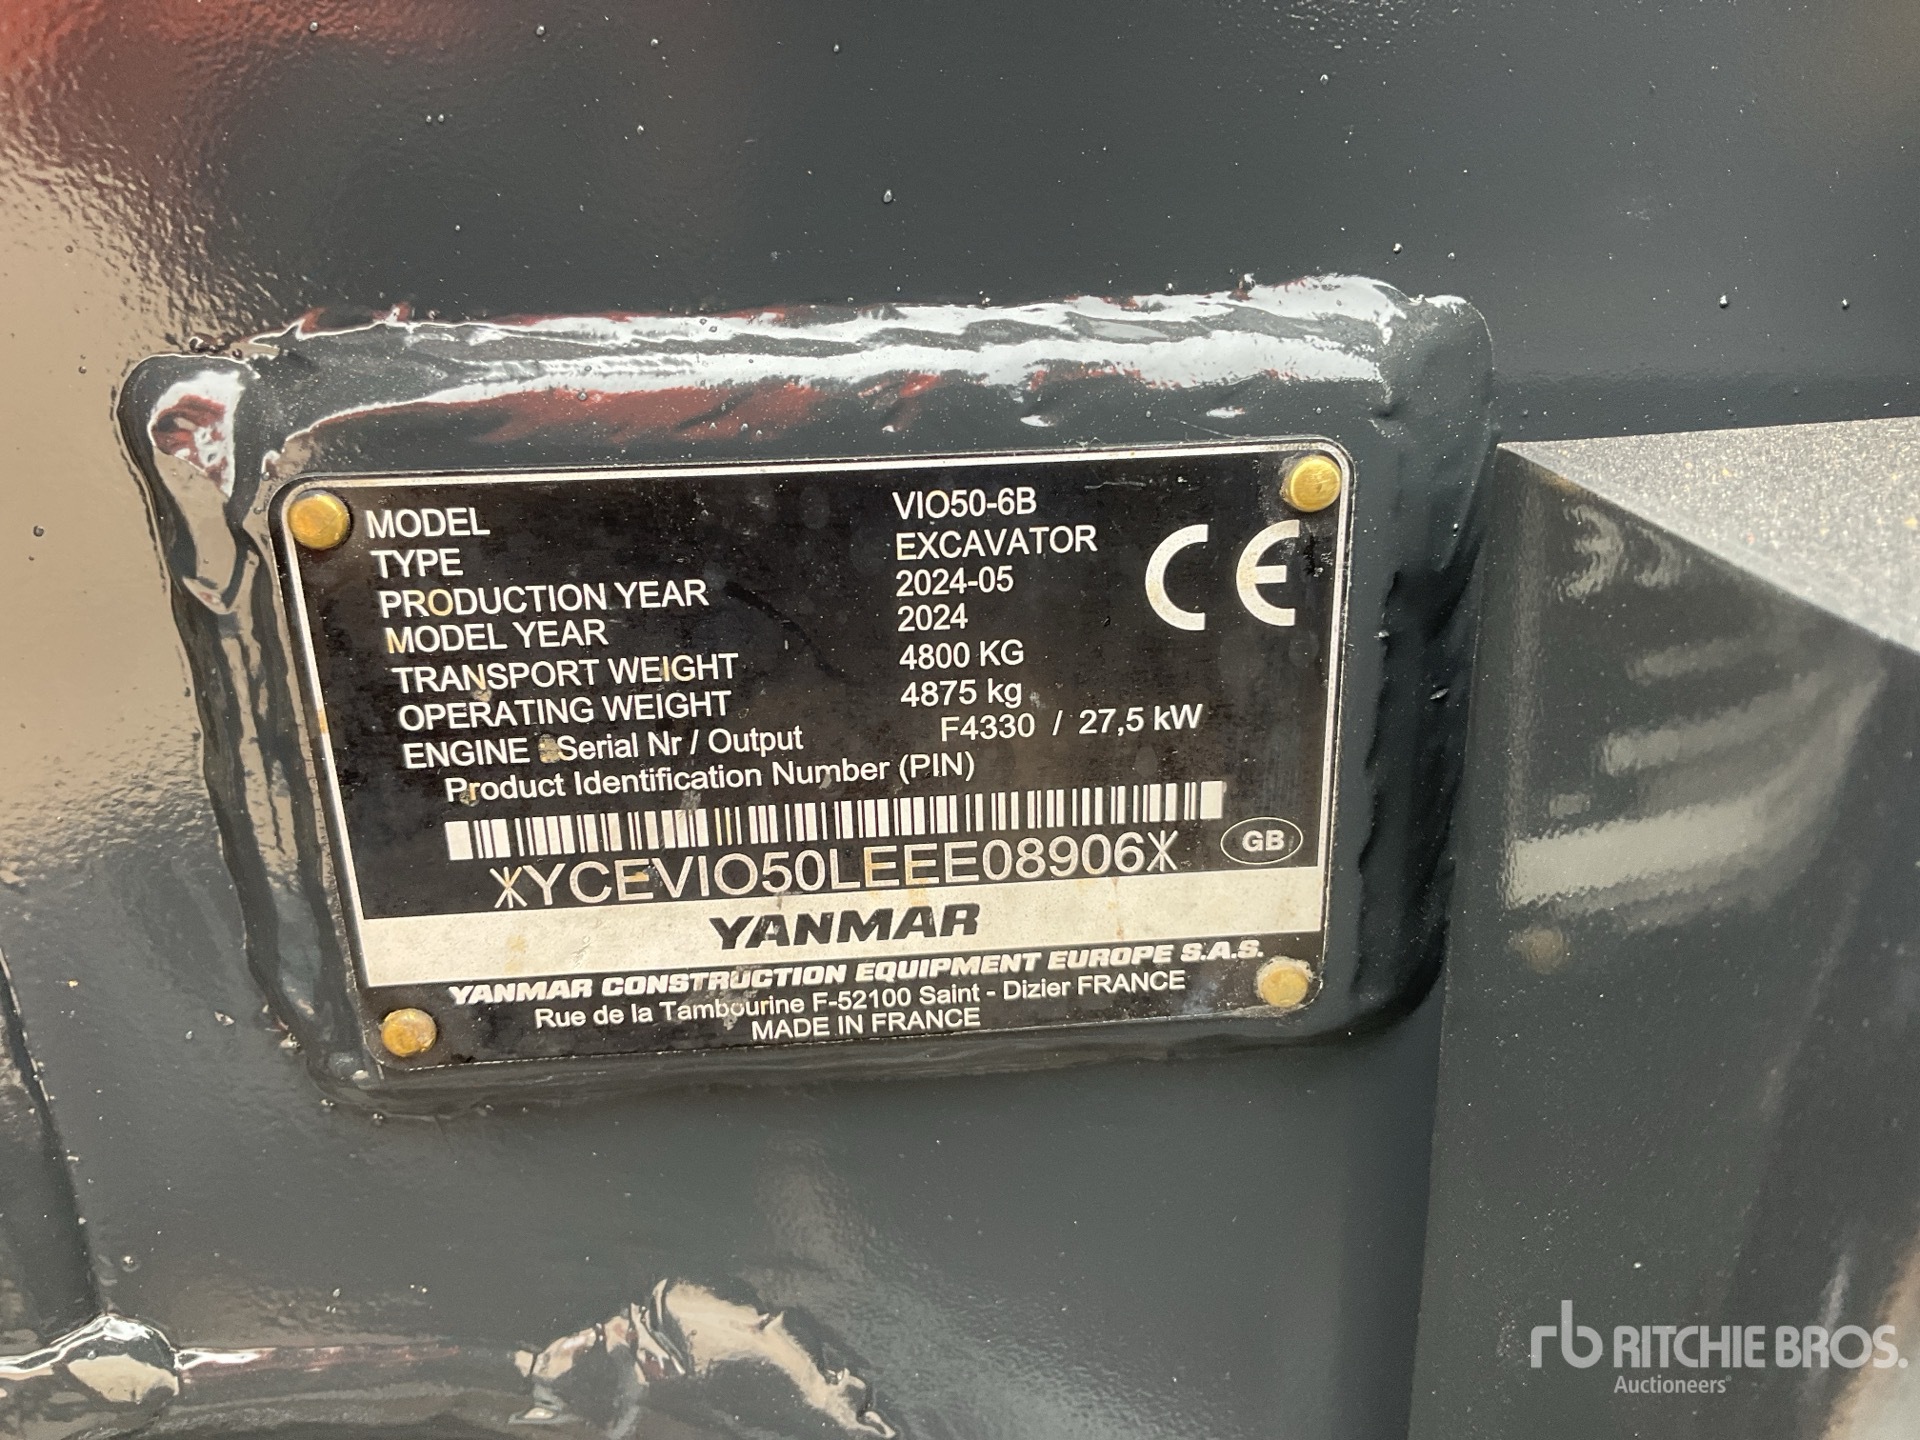 MODEL VIO50-6B
TYPE EXCAVATOR
PRODUCTION YEAR 2024-05
MODEL YEAR 2024
TRANSPORT WEIGHT 4800 KG
OPERATING WEIGHT 4875 kg
ENGINE Serial Nr / Output F4330 / 27,5 kW
Product Identification Number (PIN)
CE
YCEVIO50LEEE08906
GB
YANMAR
YANMAR CONSTRUCTION EQUIPMENT EUROPE S.A.S.
Rue de la Tambourine F-52100 Saint - Dizier FRANCE
MADE IN FRANCE
rb RITCHIE BROS.
Auctioneers